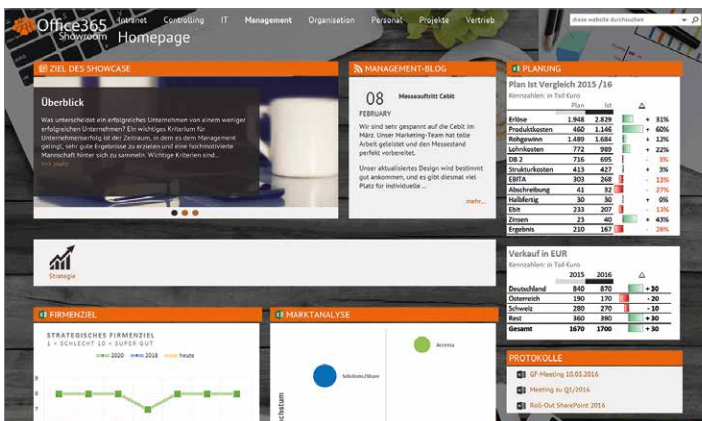 Office365
Showroom
Intranet Controlling IT Management Organisation Personal Projekte Vertrieb
Homepage
diese website durchsuchen
ZIEL DES SHOWCASE
Überblick
Was unterscheidet ein erfolgreiches Unternehmen von einem weniger
erfolgreichen Unternehmen? Ein wichtiges Kriterium für
Unternehmenserfolg ist der Zeitraum, in dem es dem Management
gelingt, sehr gute Ergebnisse zu erzielen und eine hochmotivierte
Mannschaft hinter sich zu sammeln. Wichtige Kriterien sind...
>>> mehr
MANAGEMENT-BLOG
08 Messeauftritt Cebit
FEBRUARY
Wir sind sehr gespannt auf die Cebit im
März. Unser Marketing-Team hat tolle
Arbeit geleistet und den Messestand
perfekt vorbereitet.
Unser aktualisiertes Design wird bestimmt
gut ankommen, und es gibt diesmal viel
Platz für individuelle ...
mehr...
PLANUNG
Plan Ist Vergleich 2015 /16
Kennzahlen: in Tsd €uro
Plan Ist Δ
Erlöse 1.948 2.829 + 31%
Produktkosten 460 1.146 + 60%
Rohgewinn 1.489 1.684 + 12%
Lohnkosten 772 989 + 22%
DB 2 716 695 - 3%
Strukturkosten 413 427 + 3%
EBITA 303 268 - 13%
Abschreibung 41 32 - 27%
Halbfertig 30 30 + 0%
Ebit 233 207 - 13%
Zinsen 23 40 + 43%
Ergebnis 210 167 - 26%
Strategie
Verkauf in EUR
Kennzahlen: in Tsd €uro
2015 2016 Δ
Deutschland 840 870 + 30
Österreich 190 170 - 20
Schweiz 280 270 - 10
Rest 360 390 + 30
Gesamt 1670 1700 + 30
FIRMENZIEL
STRATEGISCHES FIRMENZIEL
1 = SCHLECHT 10 = SUPER GUT
2020 2018 heute
9
8
7
MARKTANALYSE
Solutions2Share
PROTOKOLLE
GF-Meeting 10.03.2016
Meeting zu Q1/2016
Roll-Out SharePoint 2016